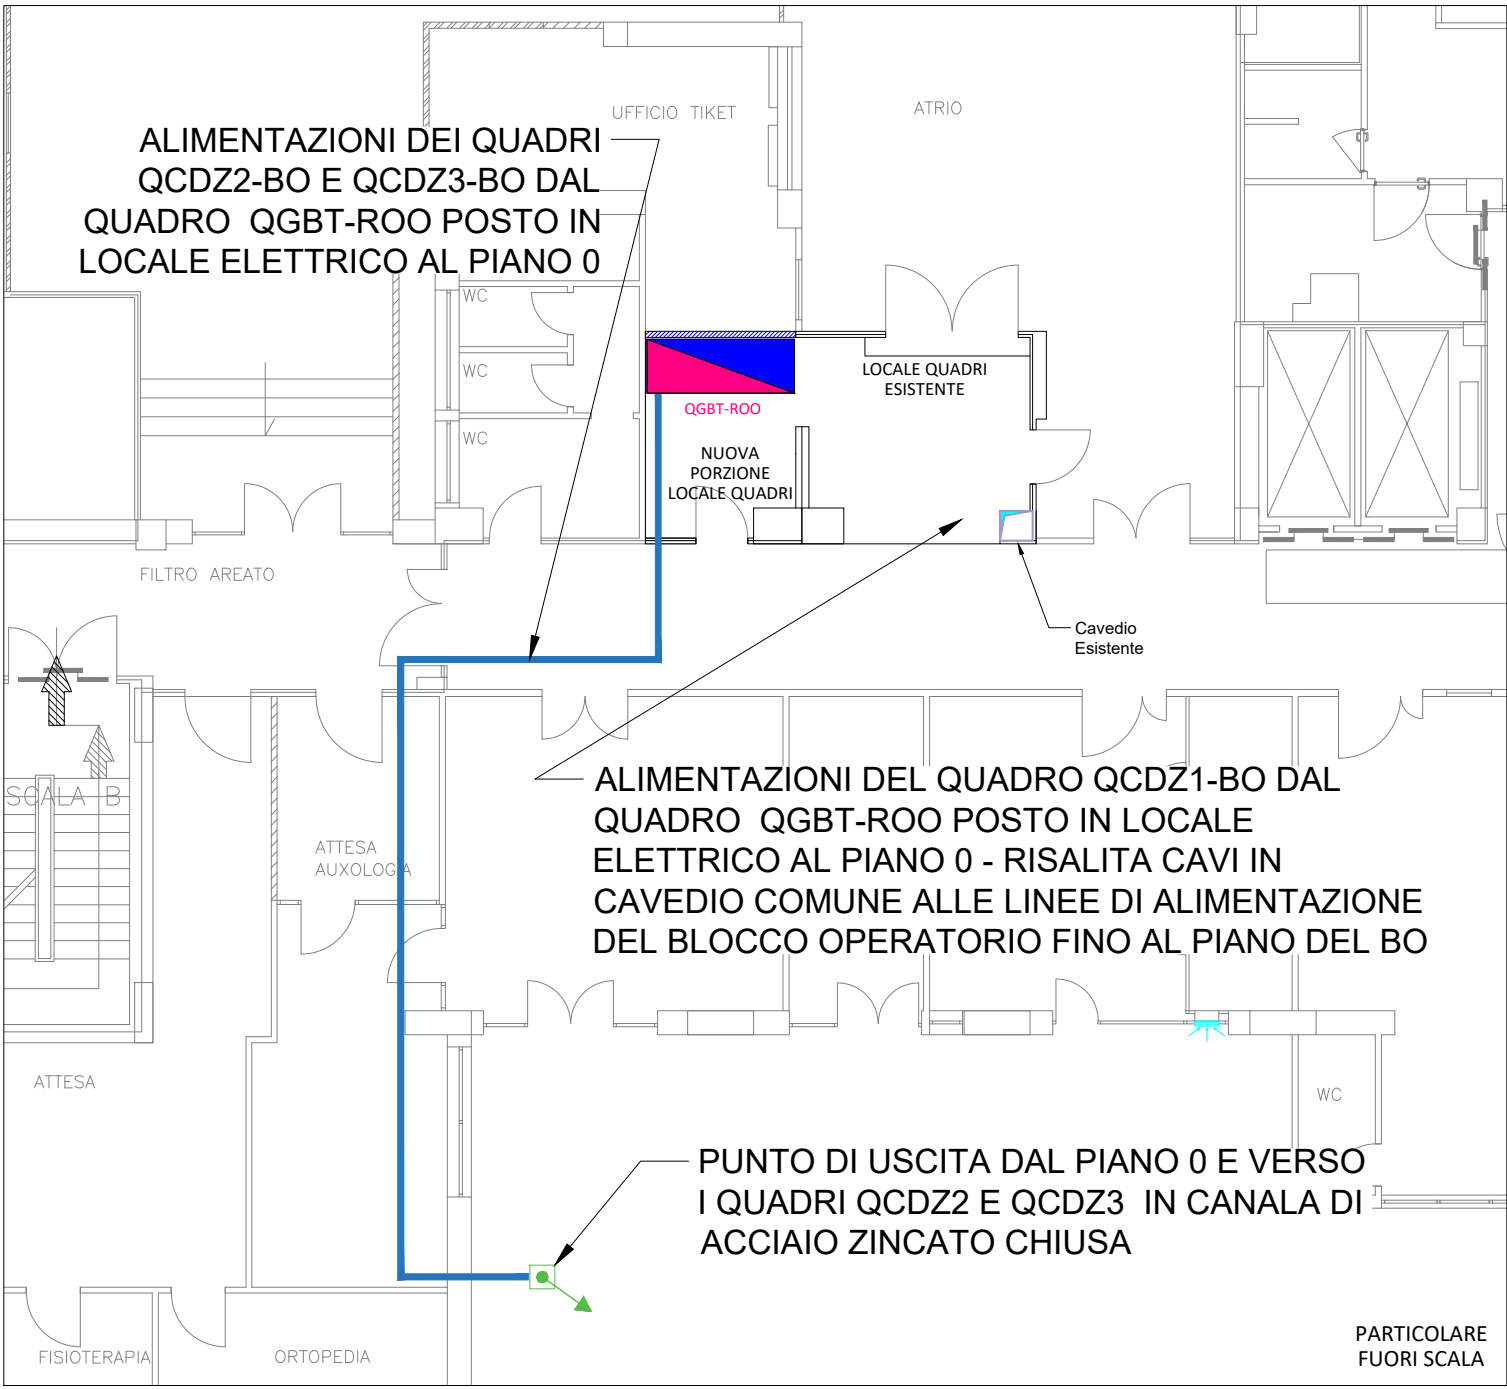 UFFICIO TIKET
ATRIO
ALIMENTAZIONI DEI QUADRI
QCDZ2-BO E QCDZ3-BO DAL
QUADRO QGBT-ROO POSTO IN
LOCALE ELETTRICO AL PIANO 0
WC
WC
WC
LOCALE QUADRI
ESISTENTE
QGBT-ROO
NUOVA
PORZIONE
LOCALE QUADRI
FILTRO AREATO
Cavedio
Esistente
SCALA B
ATTESA
AUXOLOGIA
ALIMENTAZIONI DEL QUADRO QCDZ1-BO DAL
QUADRO QGBT-ROO POSTO IN LOCALE
ELETTRICO AL PIANO 0 - RISALITA CAVI IN
CAVEDIO COMUNE ALLE LINEE DI ALIMENTAZIONE
DEL BLOCCO OPERATORIO FINO AL PIANO DEL BO
ATTESA
WC
PUNTO DI USCITA DAL PIANO 0 E VERSO
I QUADRI QCDZ2 E QCDZ3 IN CANALA DI
ACCIAIO ZINCATO CHIUSA
FISIOTERAPIA
ORTOPEDIA
PARTICOLARE
FUORI SCALA